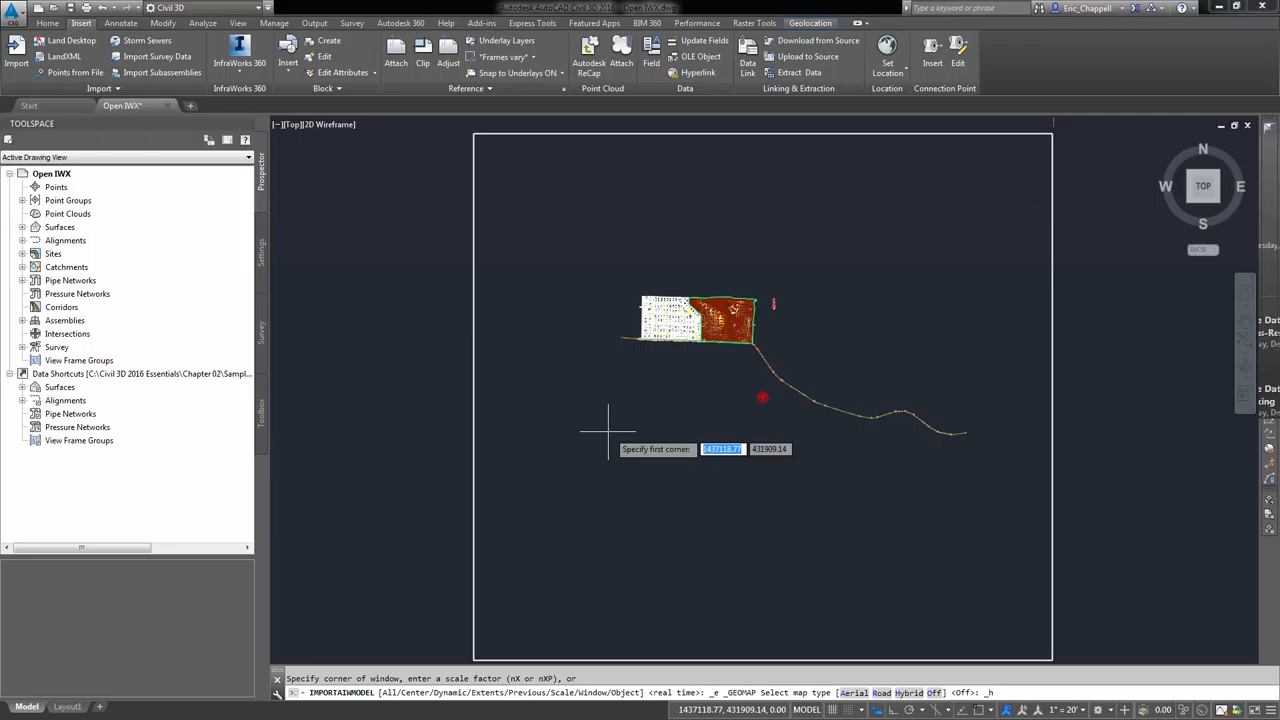 Civil 3D
Autodesk AutoCAD Civil 3D 2016 - Open IWX.dwg
Type a keyword or phrase
Eric_Chappell
Home Insert Annotate Modify Analyze View Manage Output Survey Autodesk 360 Help Add-ins Express Tools Featured Apps BIM 360 Performance Raster Tools Geolocation
Import
Land Desktop
LandXML
Points from File
Storm Sewers
Import Survey Data
Import Subassemblies
InfraWorks 360
Insert
Create
Edit
Edit Attributes
Attach
Clip
Adjust
Underlay Layers
*Frames vary*
Snap to Underlays ON
Autodesk ReCap
Attach
Field
Update Fields
OLE Object
Hyperlink
Data Link
Download from Source
Upload to Source
Extract Data
Set Location
Insert
Edit
Import
InfraWorks 360
Block
Reference
Point Cloud
Data
Linking & Extraction
Location
Connection Point
Start
Open IWX*
TOOLSPACE
Active Drawing View
Open IWX
Points
Point Groups
Point Clouds
Surfaces
Alignments
Sites
Catchments
Pipe Networks
Pressure Networks
Corridors
Assemblies
Intersections
Survey
View Frame Groups
Data Shortcuts [C:\Civil 3D 2016 Essentials\Chapter 02\Sampl
Surfaces
Alignments
Pipe Networks
Pressure Networks
View Frame Groups
Prospector
Settings
Survey
Toolbox
[−][Top][2D Wireframe]
N
W TOP E
S
WCS
Specify first corner: 1437118.77 431909.14
Specify corner of window, enter a scale factor (nX or nXP), or
IMPORTAIWMODEL [All/Center/Dynamic/Extents/Previous/Scale/Window/Object] <real time>: _e _GEOMAP Select map type [Aerial Road Hybrid Off] <Off>: _h
Model
Layout1
1437118.77, 431909.14, 0.00
MODEL
1" = 20'
0.00